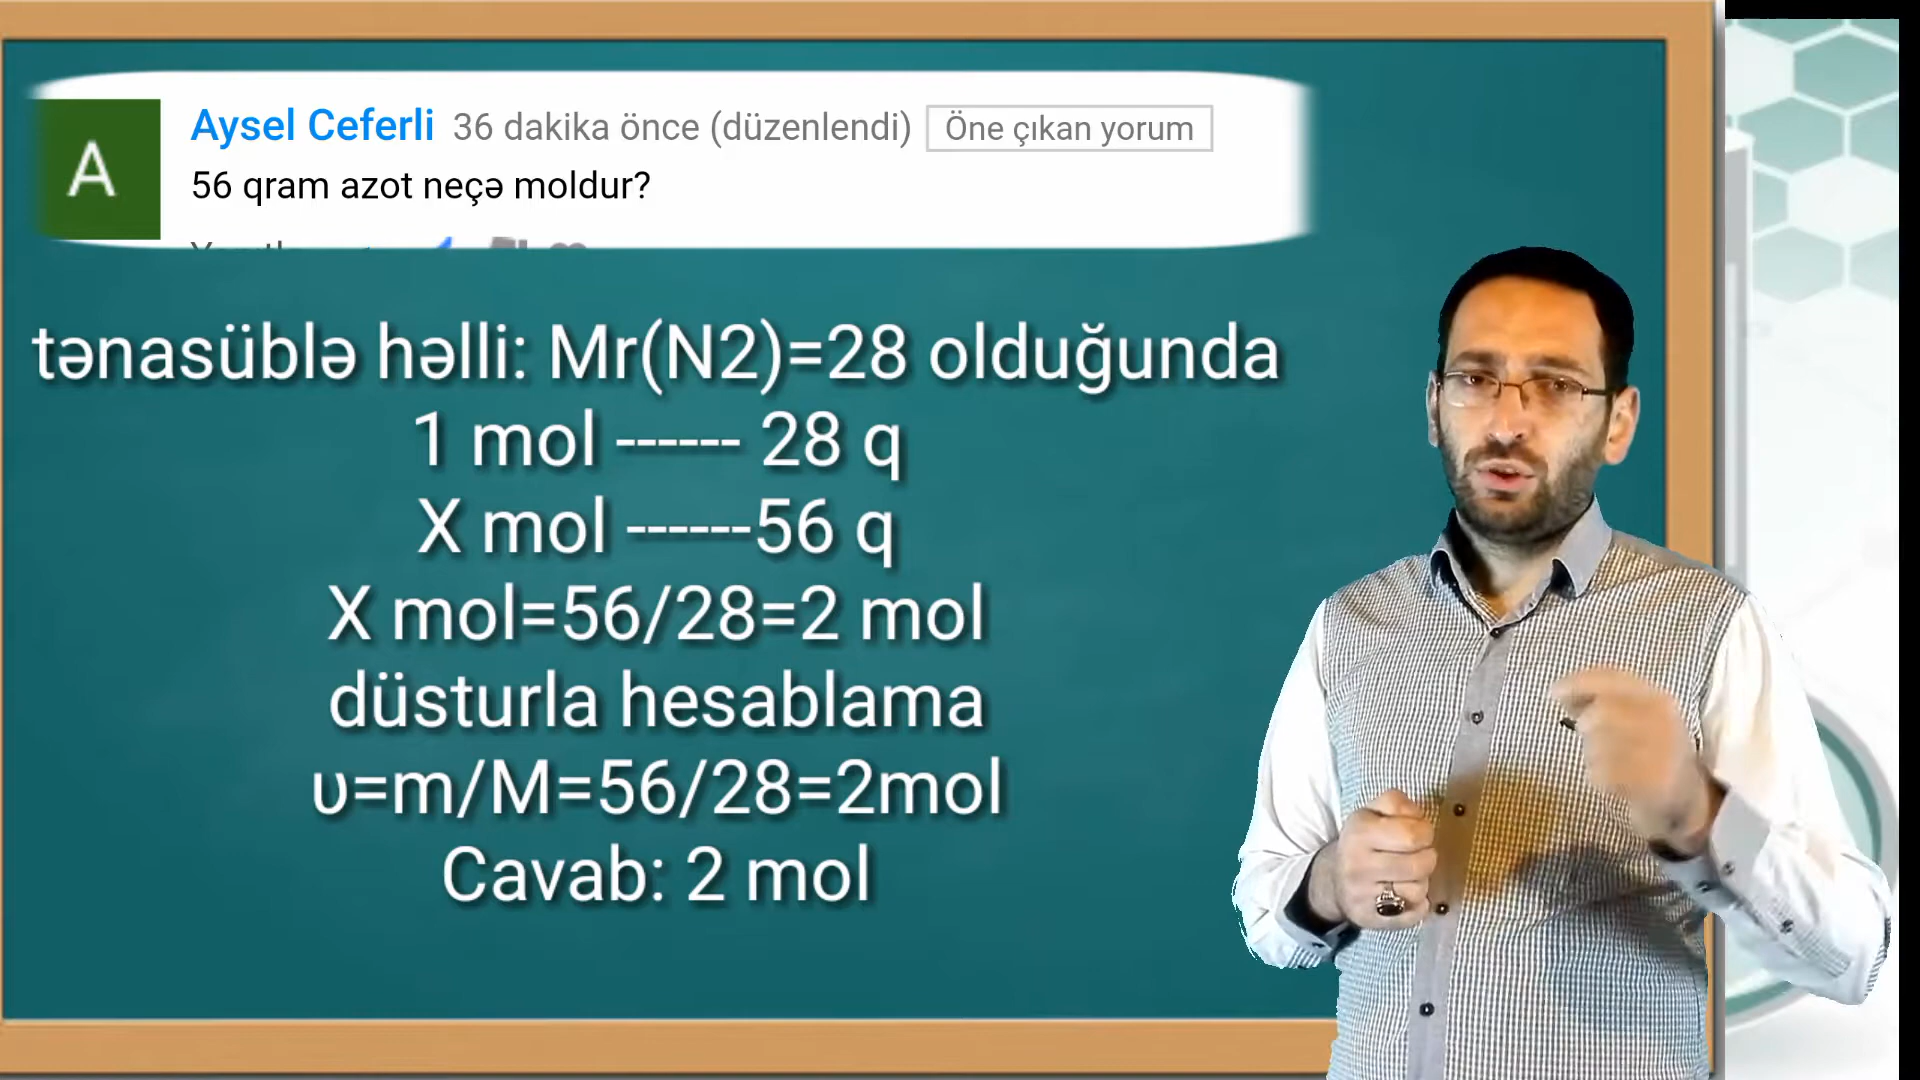 A
Aysel Ceferli 36 dakika önce (düzenlendi) Öne çıkan yorum
56 qram azot neçə moldur?
tənasüblə həlli: Mr(N2)=28 olduğunda
1 mol ------ 28 q
X mol ------56 q
X mol=56/28=2 mol
düsturla hesablama
υ=m/M=56/28=2mol
Cavab: 2 mol